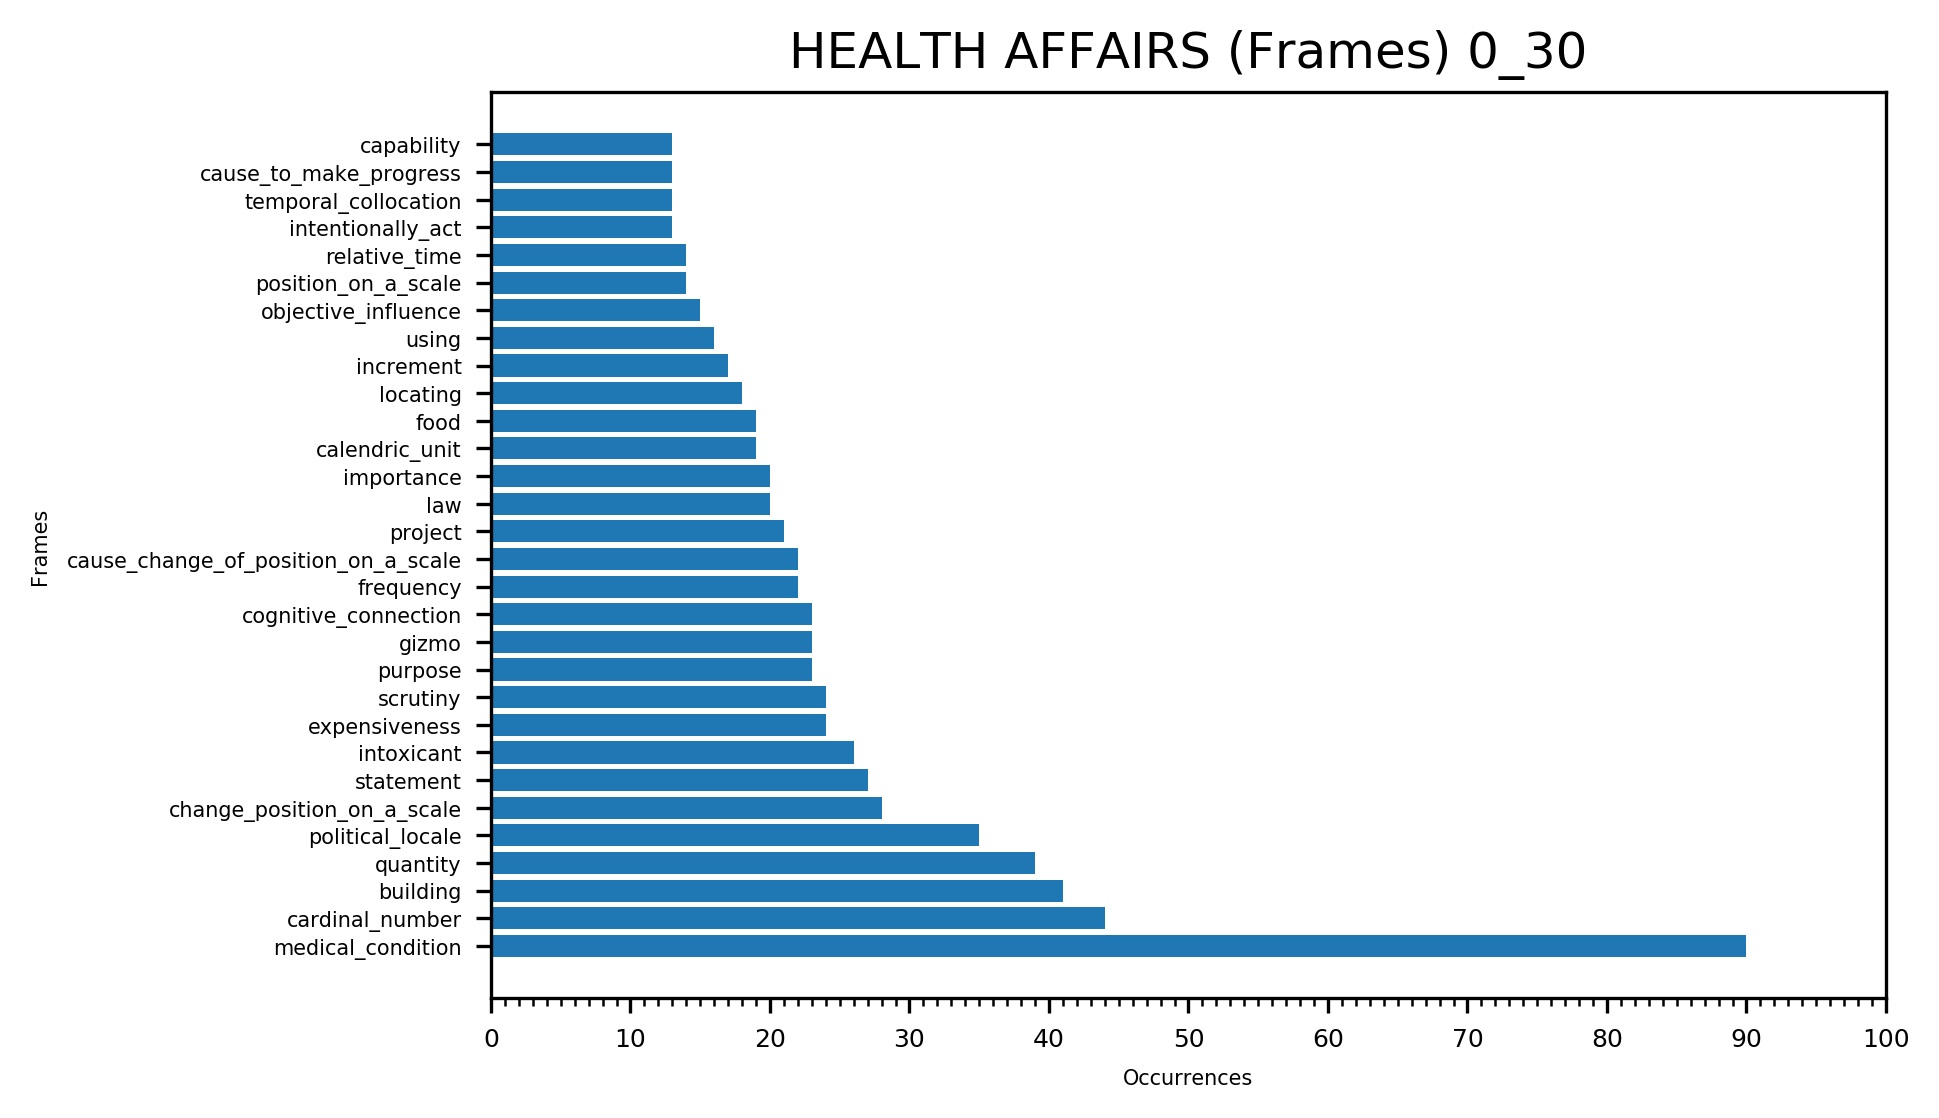 HEALTH AFFAIRS (Frames) 0_30
capability
cause_to_make_progress
temporal_collocation
intentionally_act
relative_time
position_on_a_scale
objective_influence
using
increment
locating
food
calendric_unit
importance
law
project
cause_change_of_position_on_a_scale
frequency
cognitive_connection
gizmo
purpose
scrutiny
expensiveness
intoxicant
statement
change_position_on_a_scale
political_locale
quantity
building
cardinal_number
medical_condition
Frames
0 10 20 30 40 50 60 70 80 90 100
Occurrences